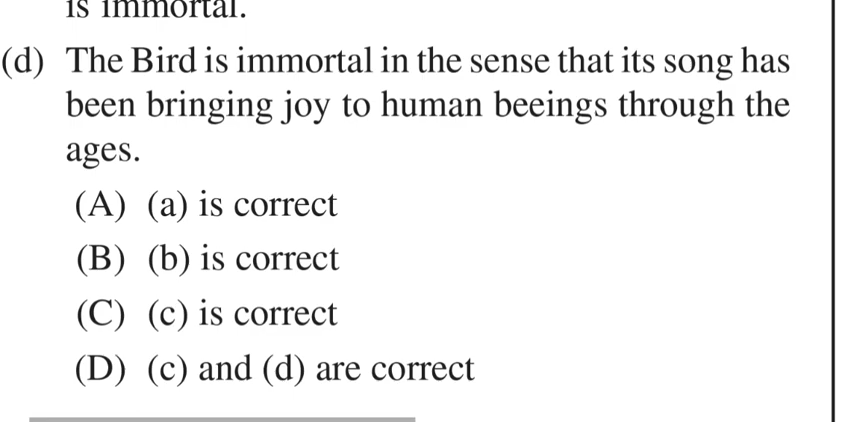 is immortal.
(d) The Bird is immortal in the sense that its song has
been bringing joy to human beeings through the
ages.
(A) (a) is correct
(B) (b) is correct
(C) (c) is correct
(D) (c) and (d) are correct